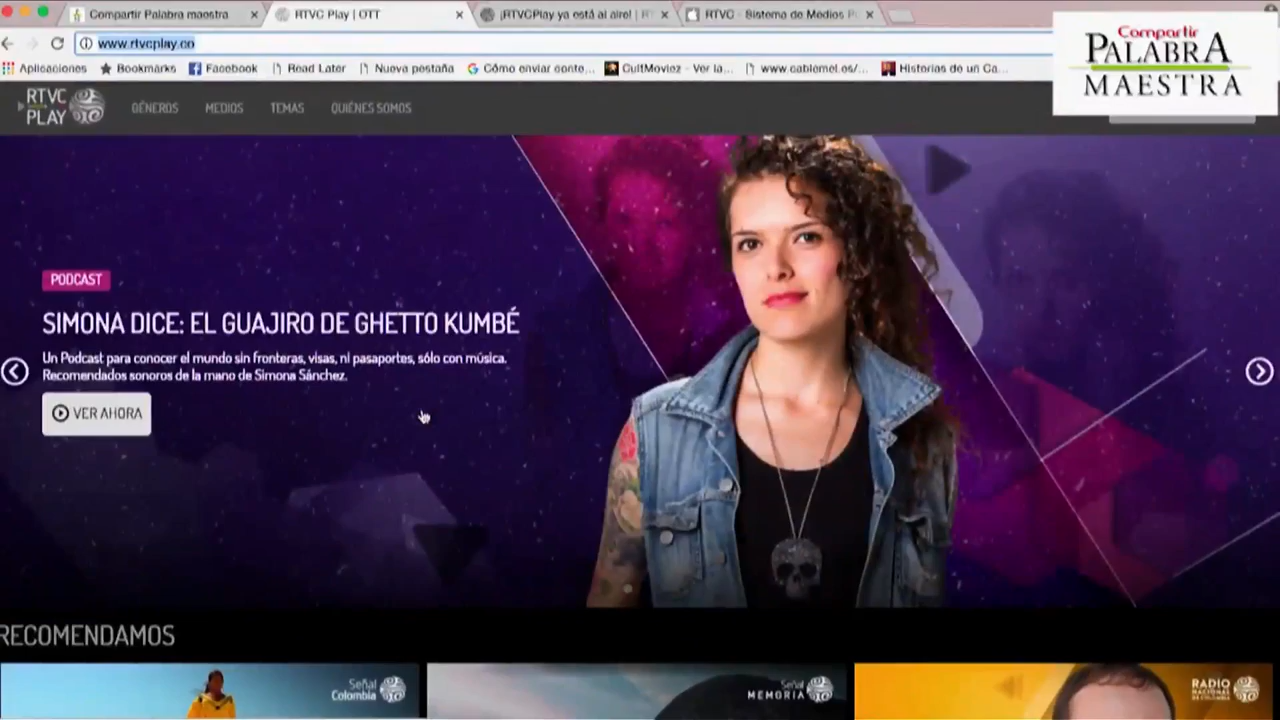 Compartir Palabra maestra
RTVC Play | OTT
¡RTVCPlay ya está al aire! | RT
RTVC - Sistema de Medios P
www.rtvcplay.co
Aplicaciones
Bookmarks
Facebook
Read Later
Nueva pestaña
Cómo enviar conte...
CultMoviez - Ver la...
www.cablemel.es/...
Historias de un Ca...
Compartir
PALABRA
MAESTRA
RTVC
PLAY
GÉNEROS
MEDIOS
TEMAS
QUIÉNES SOMOS
PODCAST
SIMONA DICE: EL GUAJIRO DE GHETTO KUMBÉ
Un Podcast para conocer el mundo sin fronteras, visas, ni pasaportes, sólo con música.
Recomendados sonoros de la mano de Simona Sánchez.
VER AHORA
RECOMENDAMOS
Señal
Colombia
Señal
MEMORIA
RADIO
NACIONAL
DE COLOMBIA